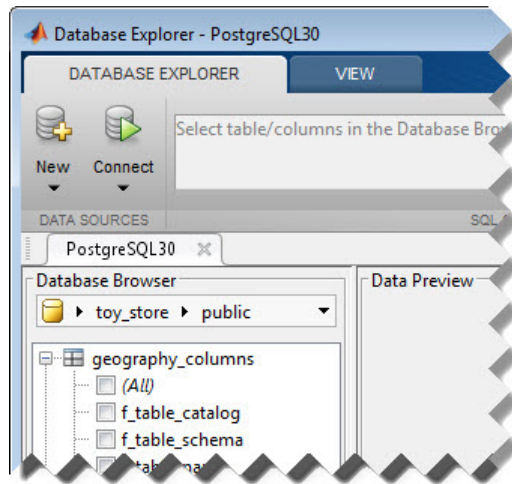 Database Explorer - PostgreSQL30
DATABASE EXPLORER VIEW
Select table/columns in the Database
New Connect
DATA SOURCES SQL
PostgreSQL30
Database Browser Data Preview
toy_store public
geography_columns
(All)
f_table_catalog
f_table_schema